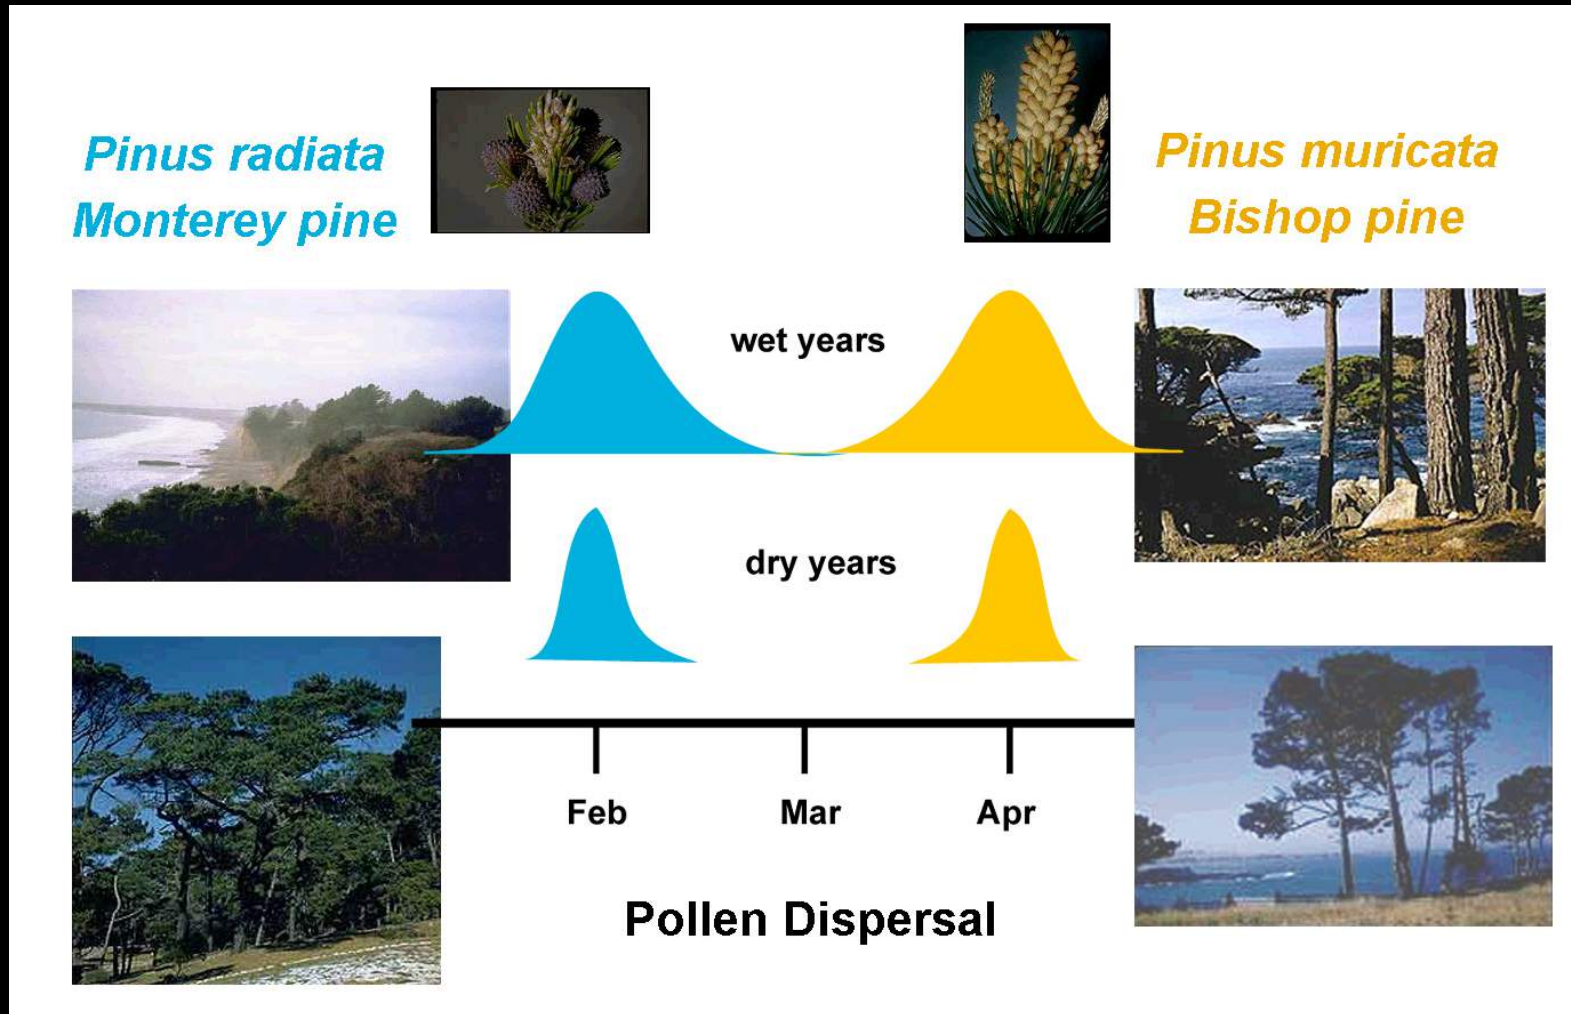 Pinus radiata
Monterey pine
Pinus muricata
Bishop pine
wet years
dry years
Feb
Mar
Apr
Pollen Dispersal